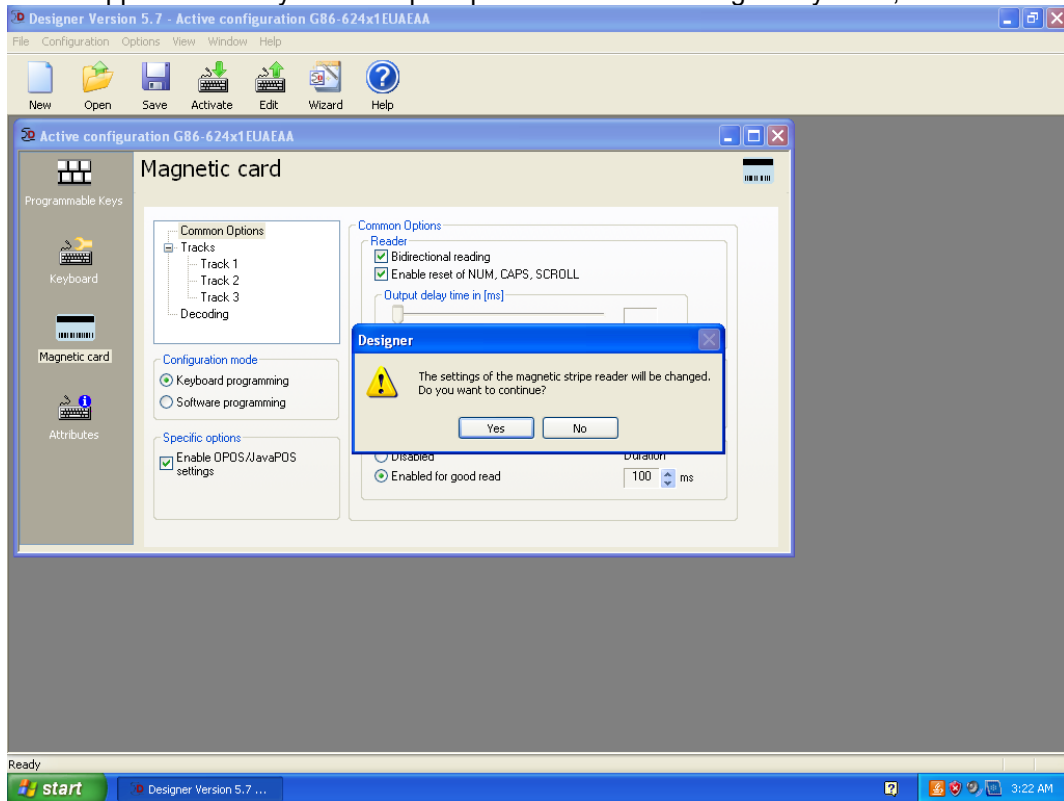 Designer Version 5.7 - Active configuration G86-624x1EUAEAA
File Configuration Options View Window Help
New Open Save Activate Edit Wizard Help
Active configuration G86-624x1EUAEAA
Programmable Keys
Keyboard
Magnetic card
Attributes
Magnetic card
Common Options
Tracks
Track 1
Track 2
Track 3
Decoding
Configuration mode
Keyboard programming
Software programming
Specific options
Enable OPOS/JavaPOS
settings
Common Options
Reader
Bidirectional reading
Enable reset of NUM, CAPS, SCROLL
Output delay time in [ms]
Designer
The settings of the magnetic stripe reader will be changed.
Do you want to continue?
Yes No
Disabled Duration
Enabled for good read 100 ms
Ready
start Designer Version 5.7 ... 3:22 AM